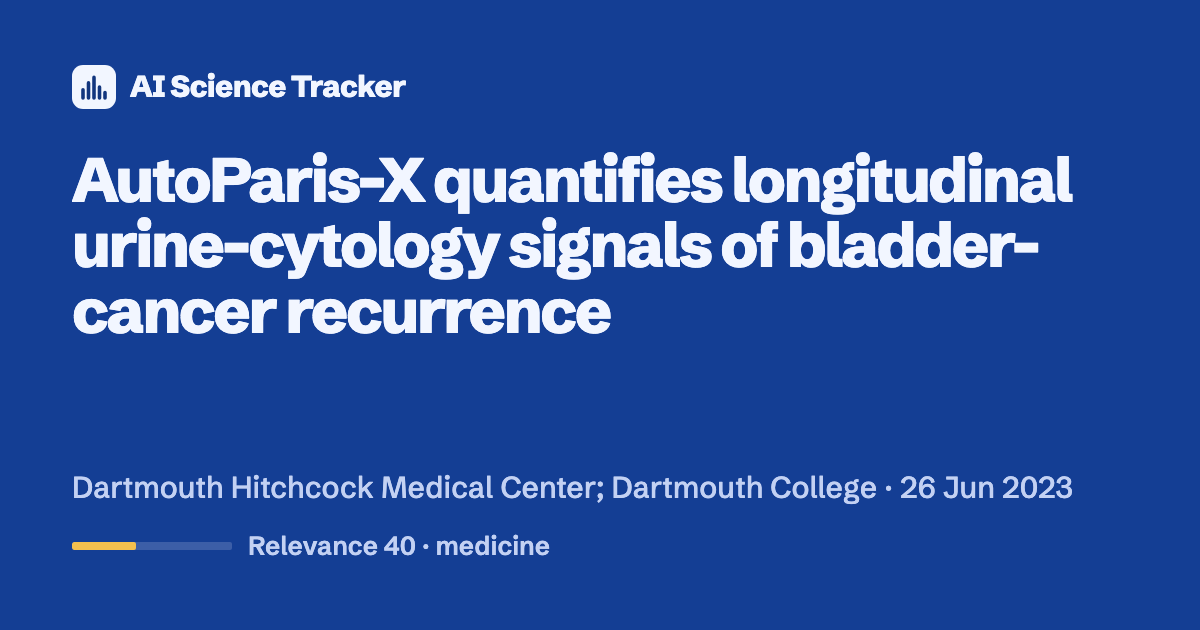 AI Science Tracker
AutoParis-X quantifies longitudinal
urine-cytology signals of bladder-
cancer recurrence
Dartmouth Hitchcock Medical Center; Dartmouth College · 26 Jun 2023
Relevance 40 · medicine